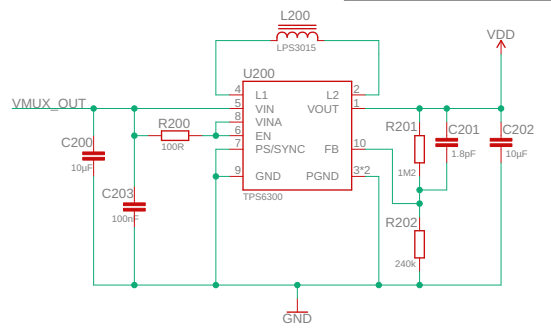 L200
LPS3015
VDD
U200
4 L1 L2 2
VMUX_OUT 5 VIN VOUT 1
8 VINA
R200 6 EN
100R
7 PS/SYNC FB 10
9 GND PGND 3*2
TPS6300
C200
10µF
C203
100nF
R201
1M2
C201
1.8pF
C202
10µF
R202
240k
GND